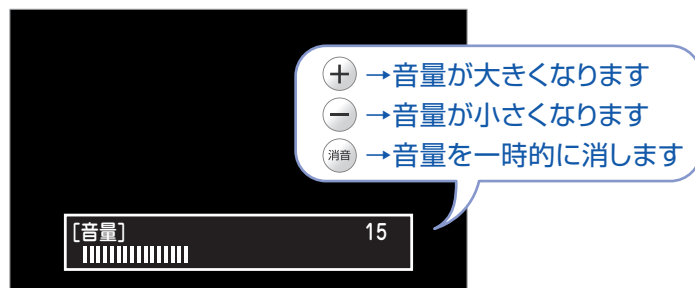 + →音量が大きくなります
− →音量が小さくなります
消音 →音量を一時的に消します
[音量] 15